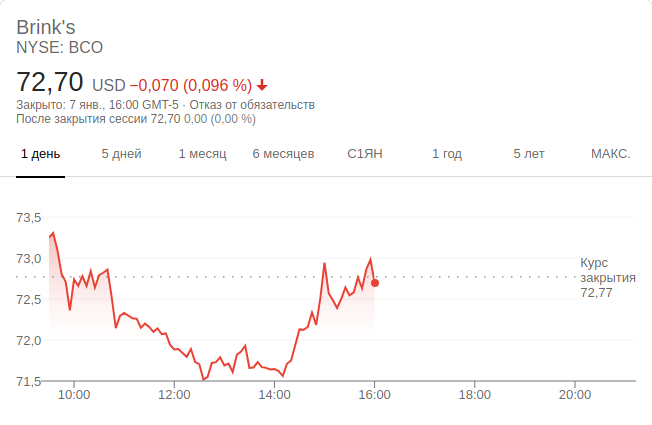 Brink's
NYSE: BCO
72,70 USD −0,070 (0,096 %)
Закрыто: 7 янв., 16:00 GMT-5 · Отказ от обязательств
После закрытия сессии 72,70 0,00 (0,00 %)
1 день 5 дней 1 месяц 6 месяцев С1ЯН 1 год 5 лет МАКС.
73,5
73,0
72,5
72,0
71,5
Курс
закрытия
72,77
10:00 12:00 14:00 16:00 18:00 20:00